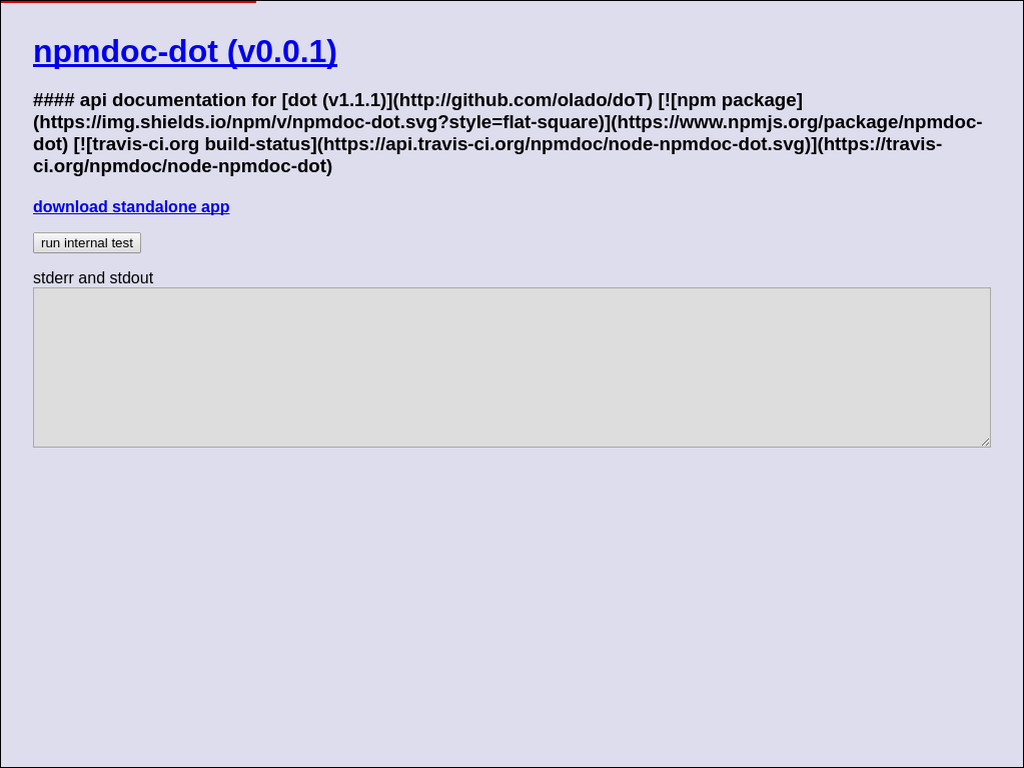 npmdoc-dot (v0.0.1)
#### api documentation for [dot (v1.1.1)](http://github.com/olado/doT) [![npm package]
(https://img.shields.io/npm/v/npmdoc-dot.svg?style=flat-square)](https://www.npmjs.org/package/npmdoc-
dot) [![travis-ci.org build-status](https://api.travis-ci.org/npmdoc/node-npmdoc-dot.svg)](https://travis-
ci.org/npmdoc/node-npmdoc-dot)
download standalone app
run internal test
stderr and stdout